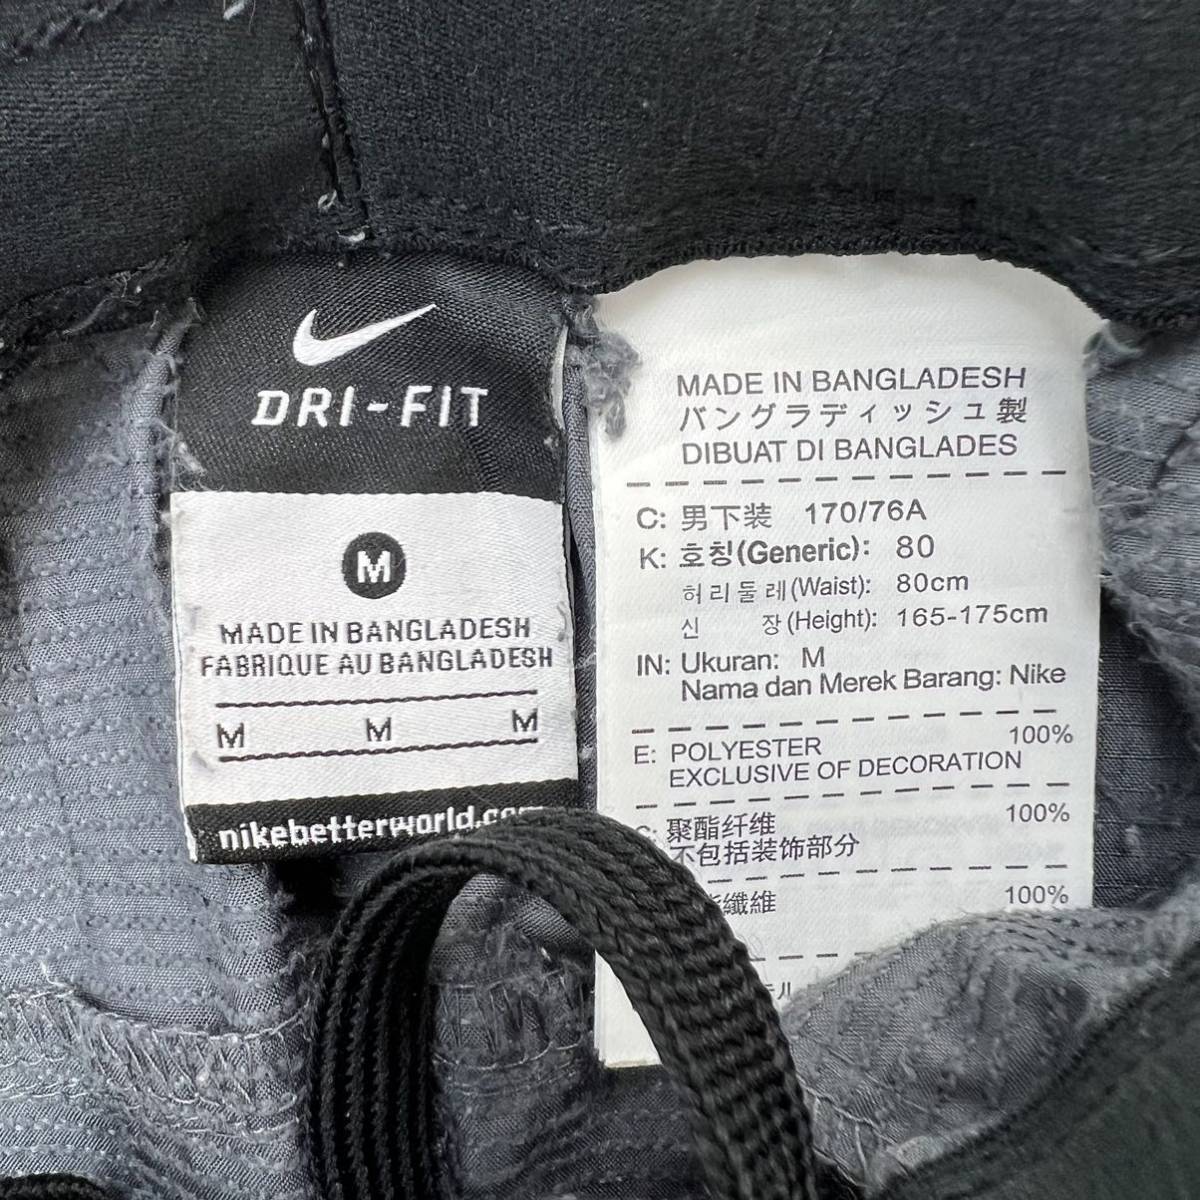 DRI-FIT
M
MADE IN BANGLADESH
FABRIQUE AU BANGLADESH
M M M
nikebetterworld.com
MADE IN BANGLADESH
バングラディッシュ製
DIBUAT DI BANGLADES
C: 男下装 170/76A
K: 호칭(Generic): 80
허리둘레(Waist): 80cm
신 장(Height): 165-175cm
IN: Ukuran: M
Nama dan Merek Barang: Nike
E: POLYESTER 100%
EXCLUSIVE OF DECORATION
C: 聚酯纤维 100%
不包括装饰部分
纖維 100%